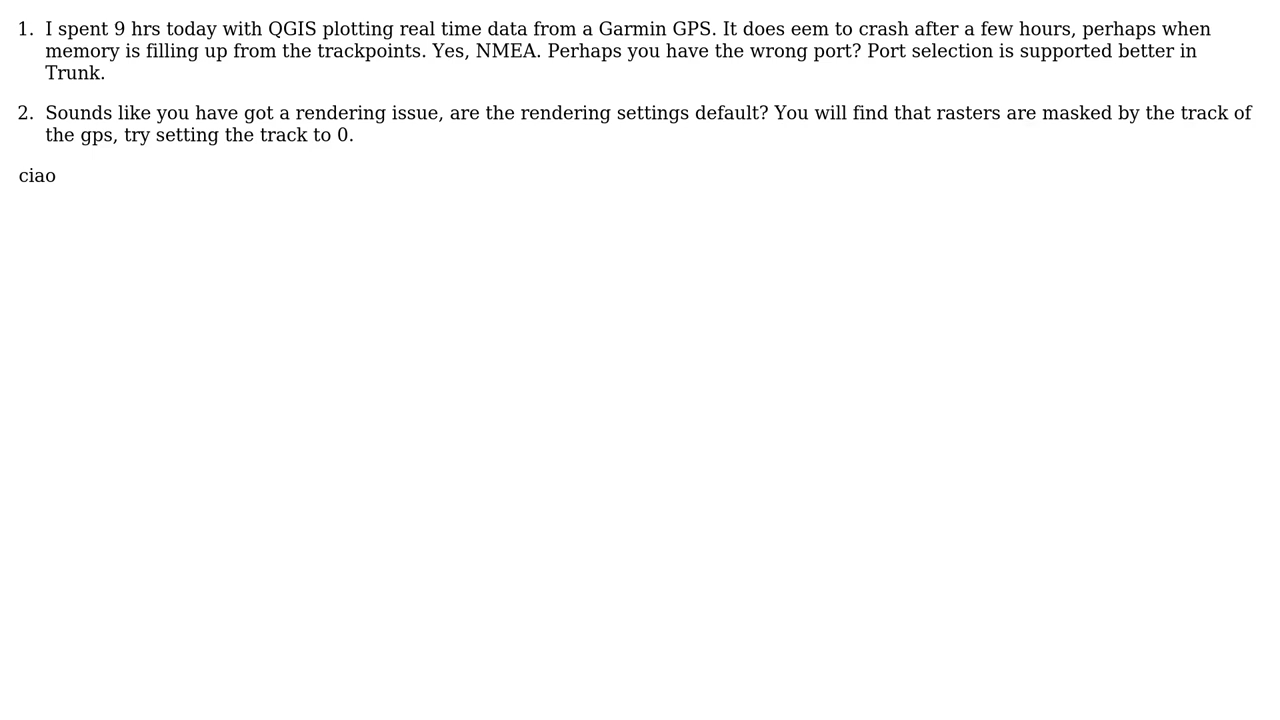 1. I spent 9 hrs today with QGIS plotting real time data from a Garmin GPS. It does eem to crash after a few hours, perhaps when
memory is filling up from the trackpoints. Yes, NMEA. Perhaps you have the wrong port? Port selection is supported better in
Trunk.
2. Sounds like you have got a rendering issue, are the rendering settings default? You will find that rasters are masked by the track of
the gps, try setting the track to 0.
ciao